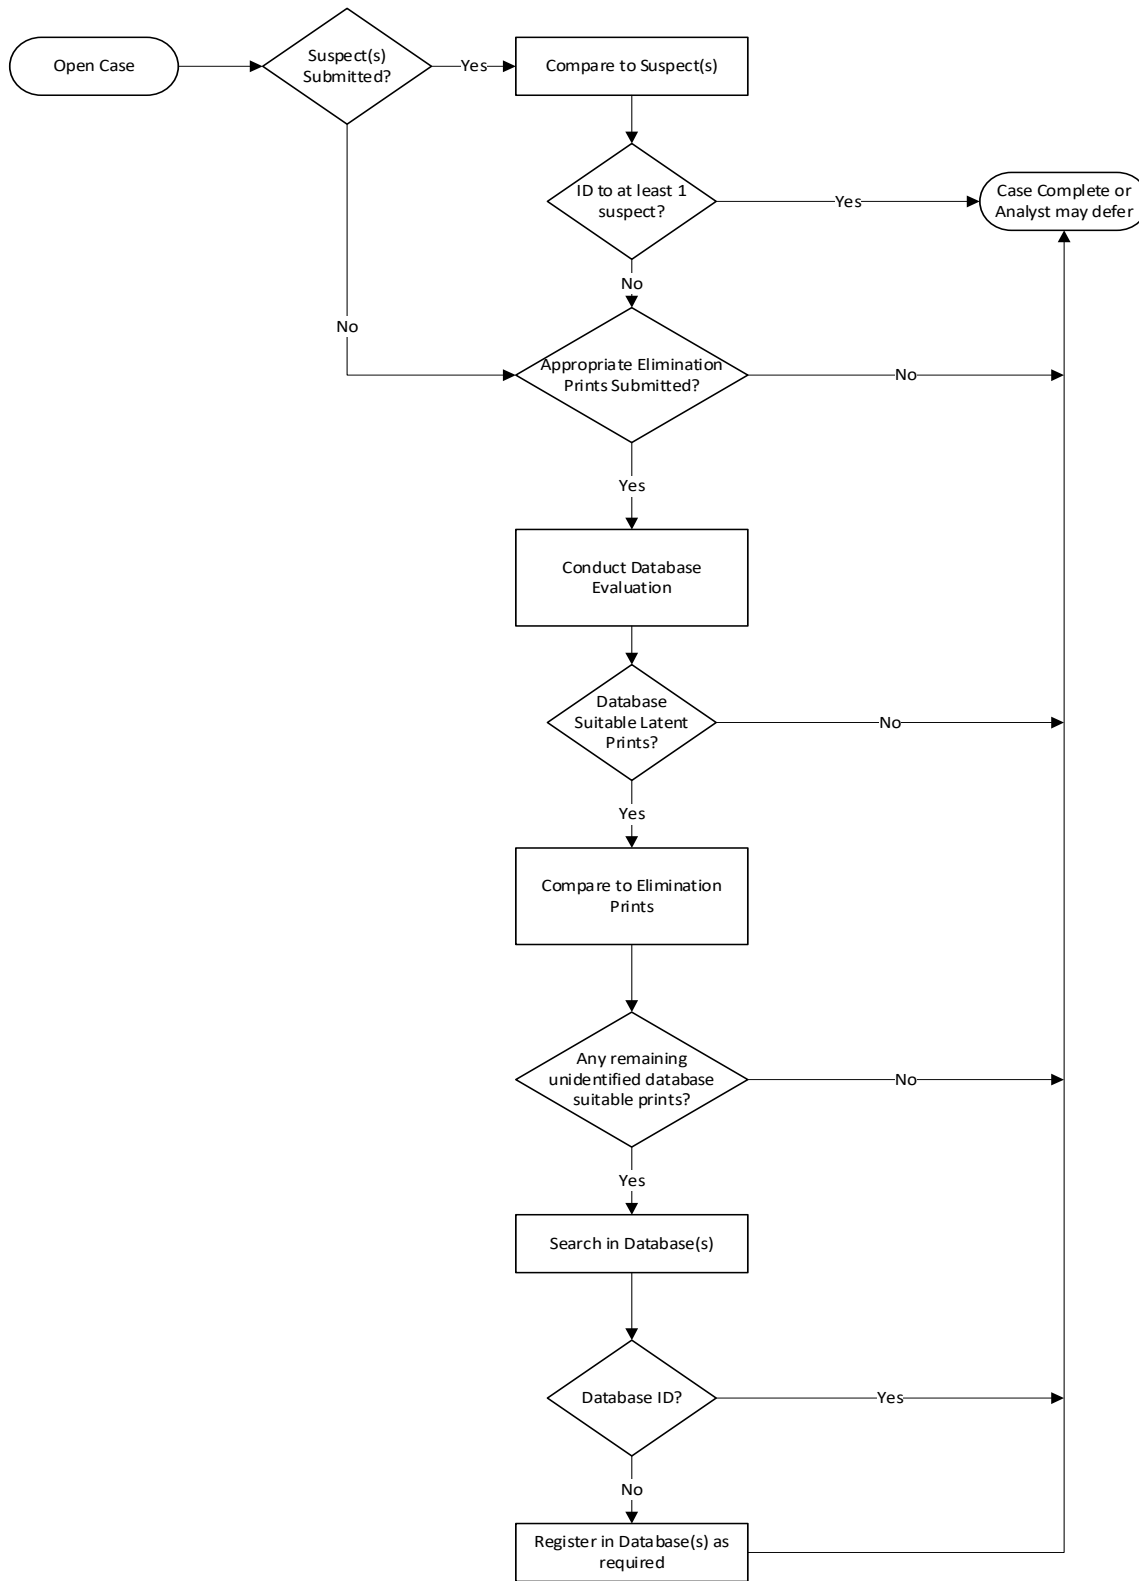 Open Case
Suspect(s)
Submitted?
Yes
Compare to Suspect(s)
ID to at least 1
suspect?
Yes
Case Complete or
Analyst may defer
No
No
Appropriate Elimination
Prints Submitted?
No
Yes
Conduct Database
Evaluation
Database
Suitable Latent
Prints?
No
Yes
Compare to Elimination
Prints
Any remaining
unidentified database
suitable prints?
No
Yes
Search in Database(s)
Database ID?
Yes
No
Register in Database(s) as
required